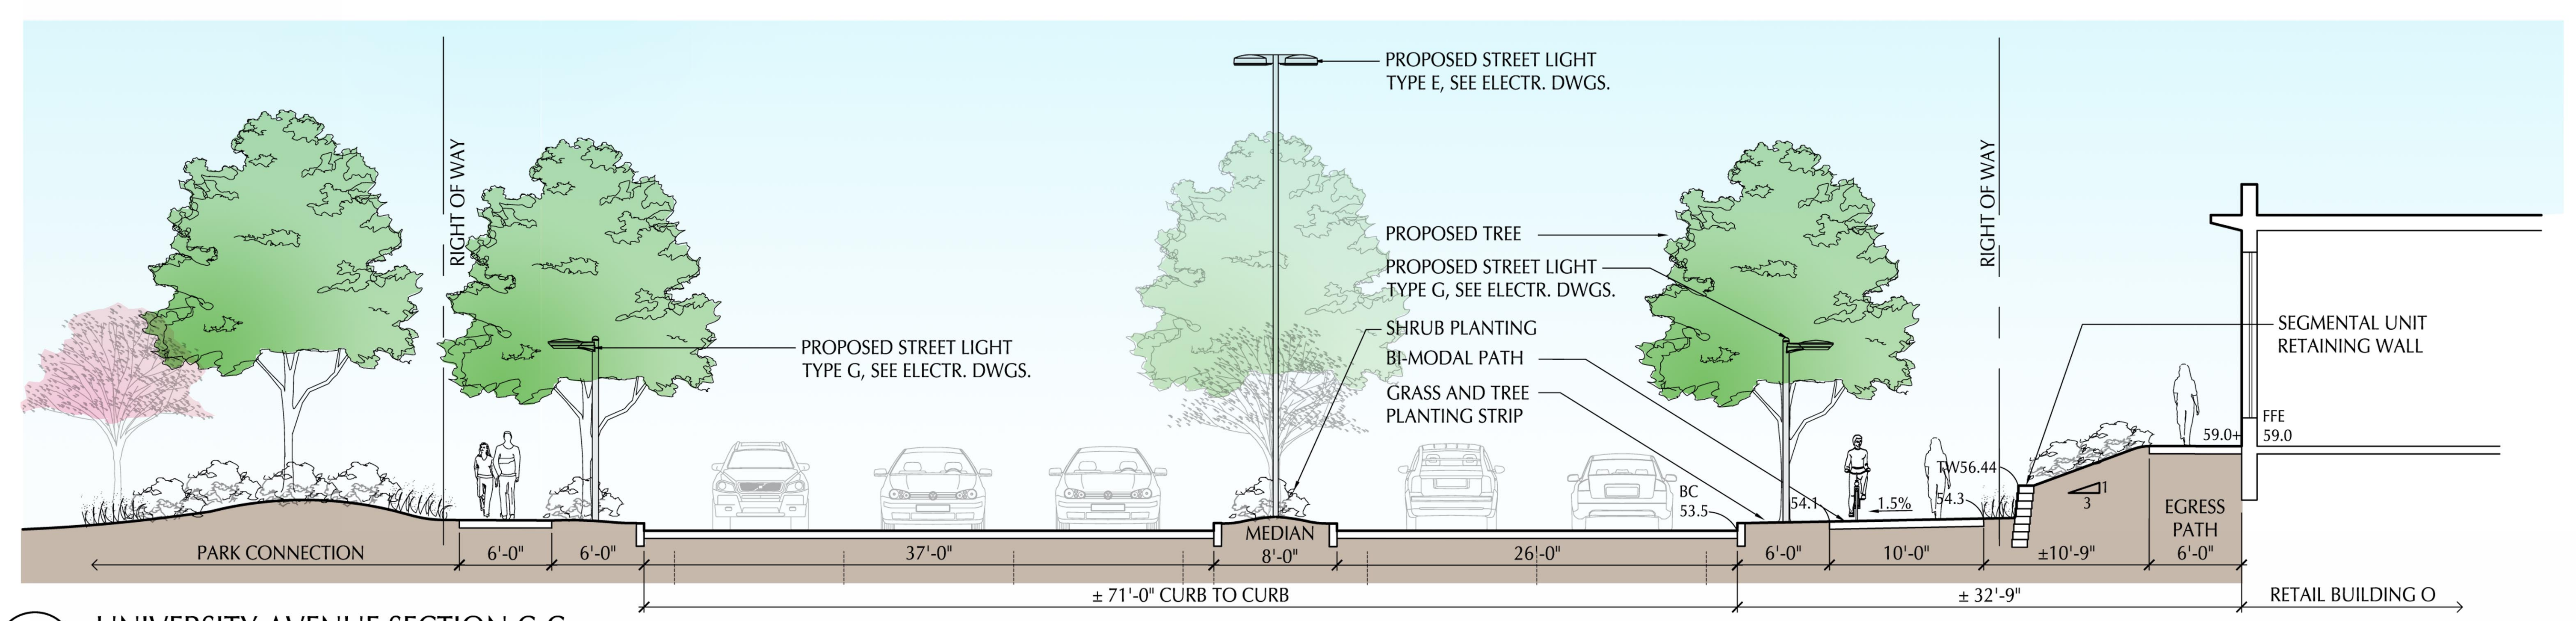 PROPOSED STREET LIGHT
TYPE E, SEE ELECTR. DWGS.
RIGHT OF WAY
RIGHT OF WAY
PROPOSED TREE
PROPOSED STREET LIGHT
TYPE G, SEE ELECTR. DWGS.
SHRUB PLANTING
BI-MODAL PATH
GRASS AND TREE
PLANTING STRIP
PROPOSED STREET LIGHT
TYPE G, SEE ELECTR. DWGS.
SEGMENTAL UNIT
RETAINING WALL
FFE
59.0+
59.0
TW56.44
BC
53.5
54.1
1.5%
54.3
1
3
EGRESS
PATH
MEDIAN
PARK CONNECTION
6'-0"
6'-0"
37'-0"
8'-0"
26'-0"
6'-0"
10'-0"
±10'-9"
6'-0"
± 71'-0" CURB TO CURB
± 32'-9"
RETAIL BUILDING O
UNIVERSITY AVENUE SECTION G-G